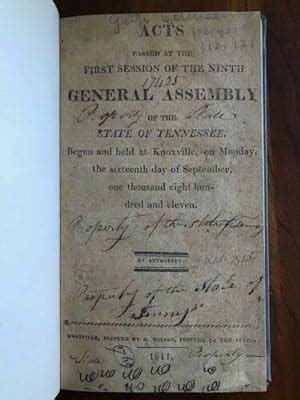 ACTS
PASSED AT THE
FIRST SESSION OF THE NINTH
17425
GENERAL ASSEMBLY
Property OF THE State
STATE OF TENNESSEE.
Begun and held at Knoxville, on Monday,
the sixteenth day of September,
one thousand eight hun-
dred and eleven.
Property of the state
BY AUTHORITY.
Property of the State of
KNOXVILLE, PRINTED BY G. WILSON, PRINTER TO THE STATE
State 1811, Property